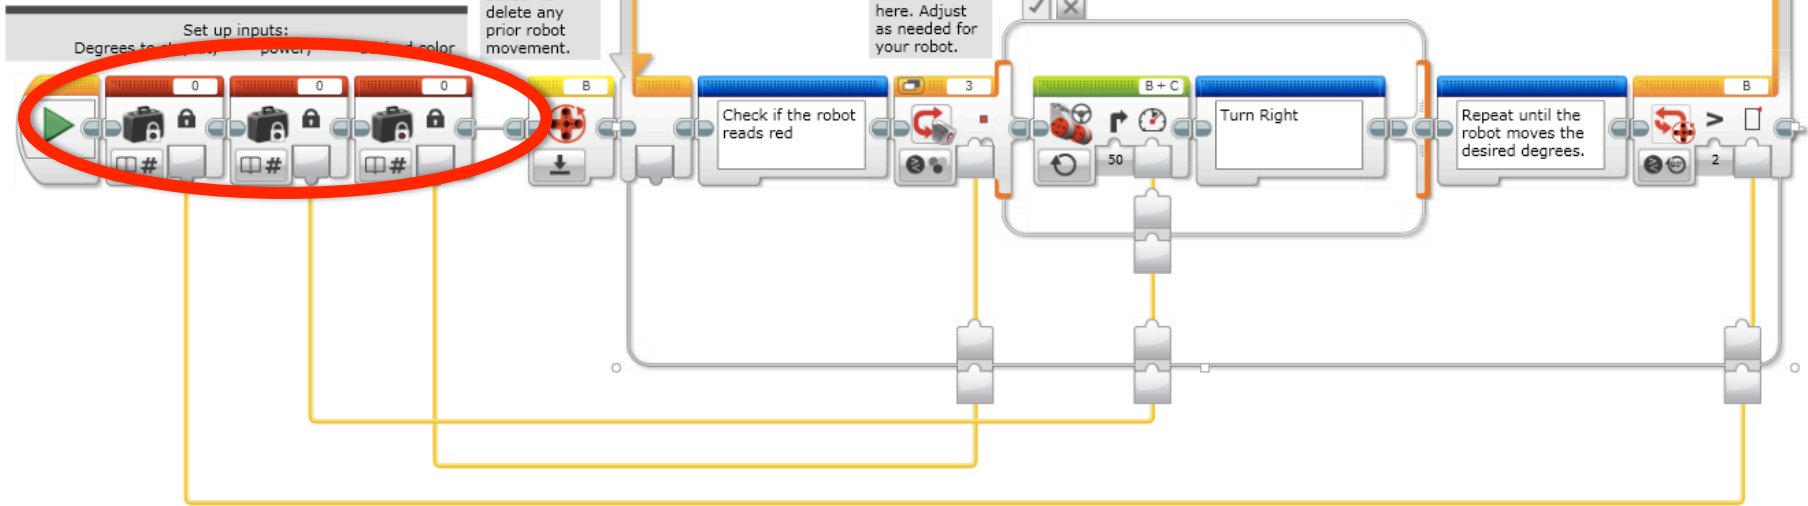 delete any
prior robot
movement.
here. Adjust
as needed for
your robot.
Set up inputs:
Degrees to
power,
color
0
0
0
B
Check if the robot
reads red
3
B + C
50
Turn Right
Repeat until the
robot moves the
desired degrees.
B
>
2
#
#
#